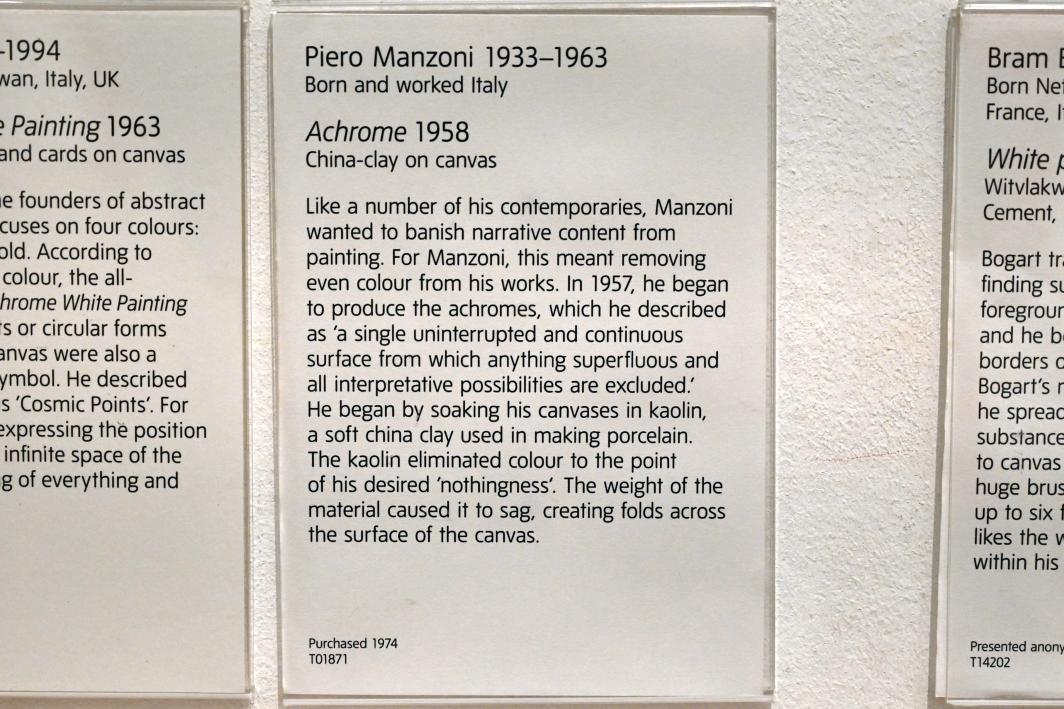 -1994
wan, Italy, UK
Painting 1963
and cards on canvas
founders of abstract
cuses on four colours:
old. According to
colour, the all-
hrome White Painting
ts or circular forms
anvas were also a
ymbol. He described
s 'Cosmic Points'. For
expressing the position
infinite space of the
g of everything and
Piero Manzoni 1933–1963
Born and worked Italy
Achrome 1958
China-clay on canvas
Like a number of his contemporaries, Manzoni
wanted to banish narrative content from
painting. For Manzoni, this meant removing
even colour from his works. In 1957, he began
to produce the achromes, which he described
as 'a single uninterrupted and continuous
surface from which anything superfluous and
all interpretative possibilities are excluded.'
He began by soaking his canvases in kaolin,
a soft china clay used in making porcelain.
The kaolin eliminated colour to the point
of his desired 'nothingness'. The weight of the
material caused it to sag, creating folds across
the surface of the canvas.
Purchased 1974
T01871
Bram
Born Net
France, I
White p
Witvlakw
Cement,
Bogart tra
finding su
foregroun
and he be
borders o
Bogart's r
he spread
substance
to canvas
huge brus
up to six f
likes the w
within his
Presented anony
T14202